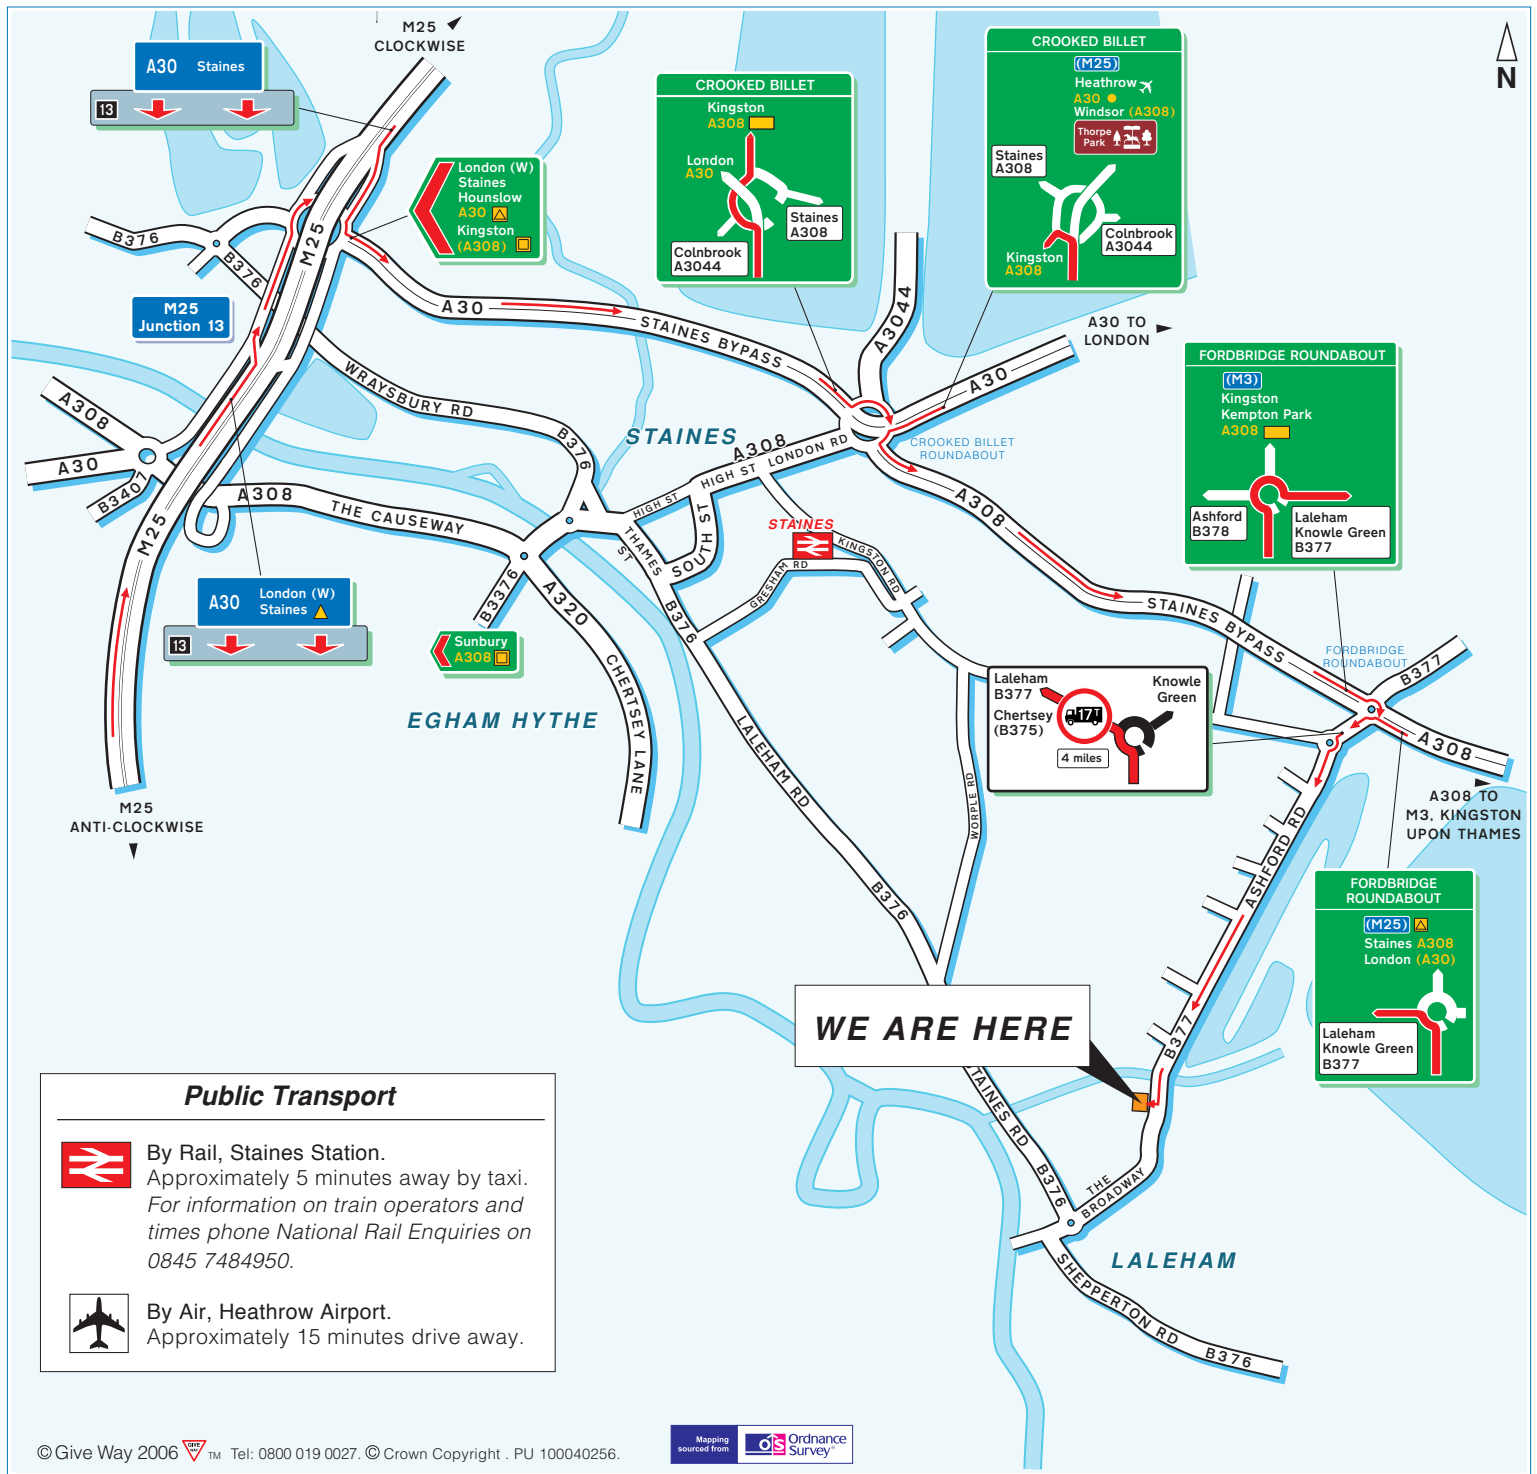 M25
CLOCKWISE
N
A30 Staines
13
London (W)
Staines
Hounslow
A30
Kingston
(A308)
CROOKED BILLET
Kingston
A308
London
A30
Staines
A308
Colnbrook
A3044
CROOKED BILLET
(M25)
Heathrow
A30
Windsor (A308)
Thorpe
Park
Staines
A308
Colnbrook
A3044
Kingston
A308
B376
B376
M25
M25
Junction 13
A30
STAINES BYPASS
A3044
A30 TO
LONDON
A30
FORDBRIDGE ROUNDABOUT
(M3)
Kingston
Kempton Park
A308
Ashford
B378
Laleham
Knowle Green
B377
WRAYSBURY RD
B376
A308
A30
B3407
STAINES
A308
HIGH ST LONDON RD
CROOKED BILLET
ROUNDABOUT
A308
THE CAUSEWAY
HIGH ST
THAMES
ST
SOUTH ST
STAINES
KINGSTON RD
GRESHAM RD
A308
M25
A30 London (W)
Staines
13
B3376
A320
CHERTSEY LANE
Sunbury
A308
B376
STAINES BYPASS
FORDBRIDGE
ROUNDABOUT
B377
A308
Laleham
B377
Chertsey
(B375)
17T
Knowle
Green
4 miles
EGHAM HYTHE
LALEHAM RD
WORPLE RD
B376
M25
ANTI-CLOCKWISE
A308 TO
M3, KINGSTON
UPON THAMES
ASHFORD RD
FORDBRIDGE
ROUNDABOUT
(M25)
Staines A308
London (A30)
Laleham
Knowle Green
B377
WE ARE HERE
B377
TAINES RD
B376
THE
BROADWAY
LALEHAM
SHEPPERTON RD
B376
Public Transport
By Rail, Staines Station.
Approximately 5 minutes away by taxi.
For information on train operators and
times phone National Rail Enquiries on
0845 7484950.
By Air, Heathrow Airport.
Approximately 15 minutes drive away.
© Give Way 2006 GIVE WAY TM Tel: 0800 019 0027. © Crown Copyright . PU 100040256.
Mapping
sourced from
OS Ordnance
Survey®